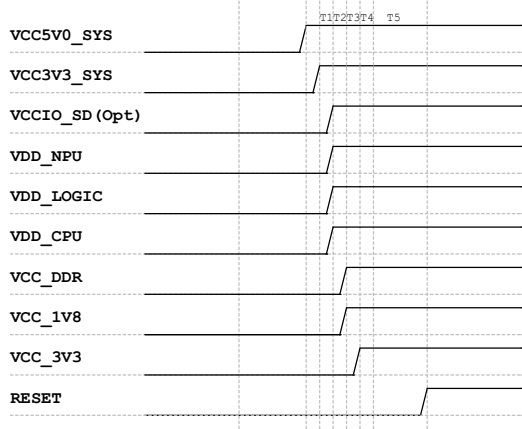 T1T2T3T4 T5
VCC5V0_SYS
VCC3V3_SYS
VCCIO_SD(Opt)
VDD_NPU
VDD_LOGIC
VDD_CPU
VCC_DDR
VCC_1V8
VCC_3V3
RESET